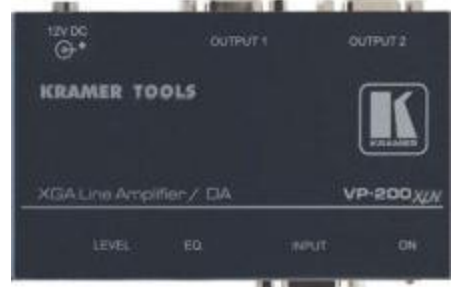 12V DC OUTPUT 1 OUTPUT 2
KRAMER TOOLS
K
KRAMER
XGA Line Amplifier / DA VP-200XLN
LEVEL EQ. INPUT ON